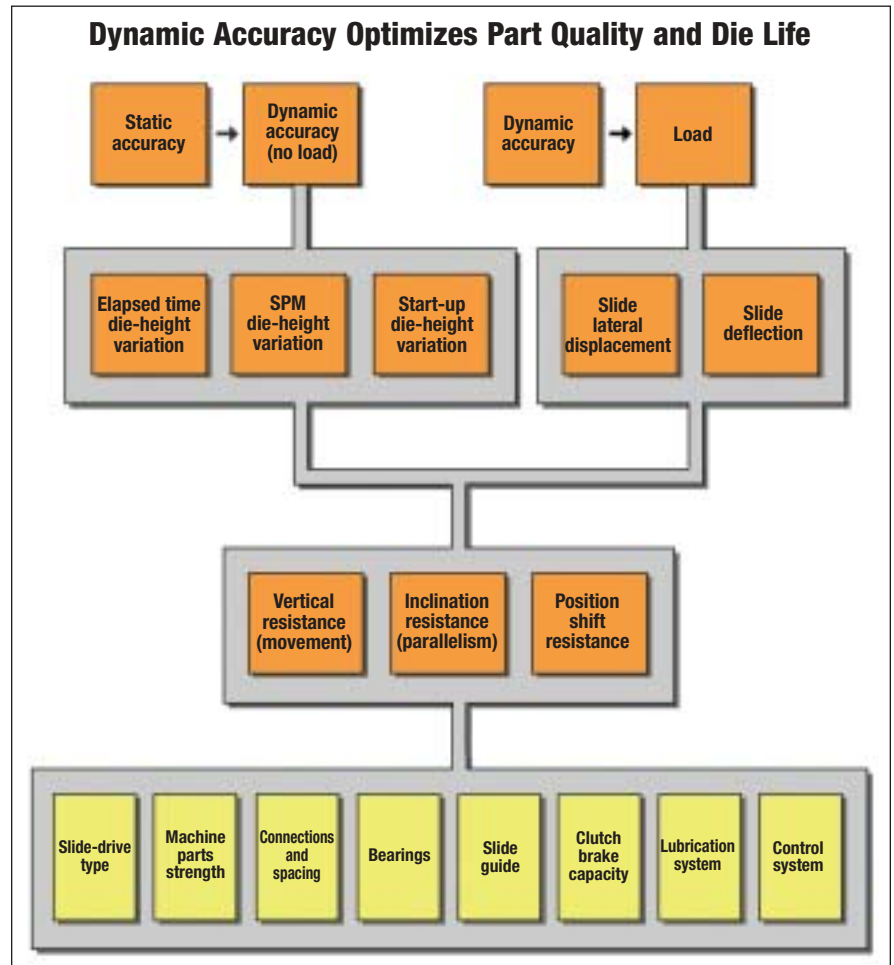 Dynamic Accuracy Optimizes Part Quality and Die Life
Static
accuracy
Dynamic
accuracy
(no load)
Dynamic
accuracy
Load
Elapsed time
die-height
variation
SPM
die-height
variation
Start-up
die-height
variation
Slide
lateral
displacement
Slide
deflection
Vertical
resistance
(movement)
Inclination
resistance
(parallelism)
Position
shift
resistance
Slide-drive
type
Machine
parts
strength
Connections
and
spacing
Bearings
Slide
guide
Clutch
brake
capacity
Lubrication
system
Control
system